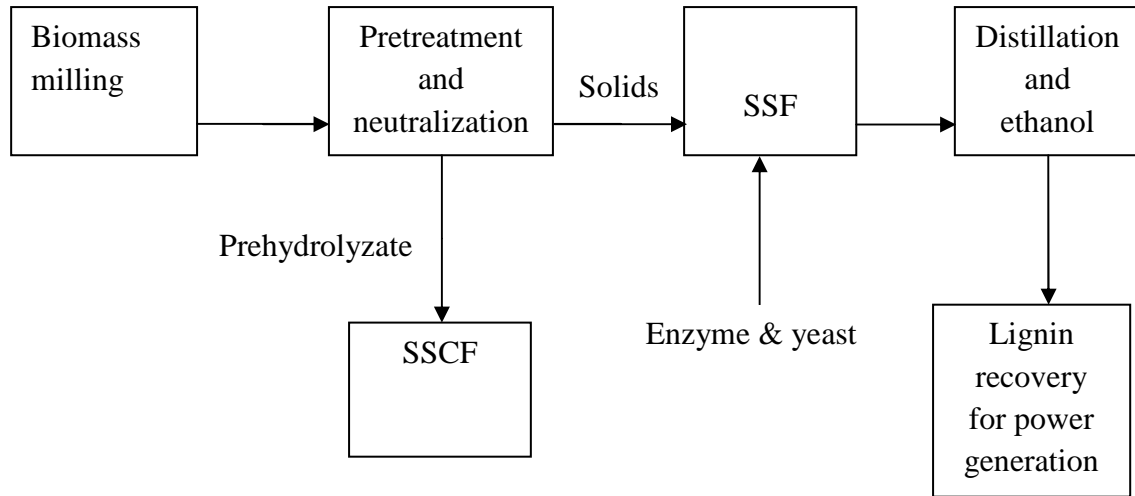 Biomass
milling
Pretreatment
and
neutralization
Solids
SSF
Distillation
and
ethanol
Prehydrolyzate
SSCF
Enzyme & yeast
Lignin
recovery
for power
generation